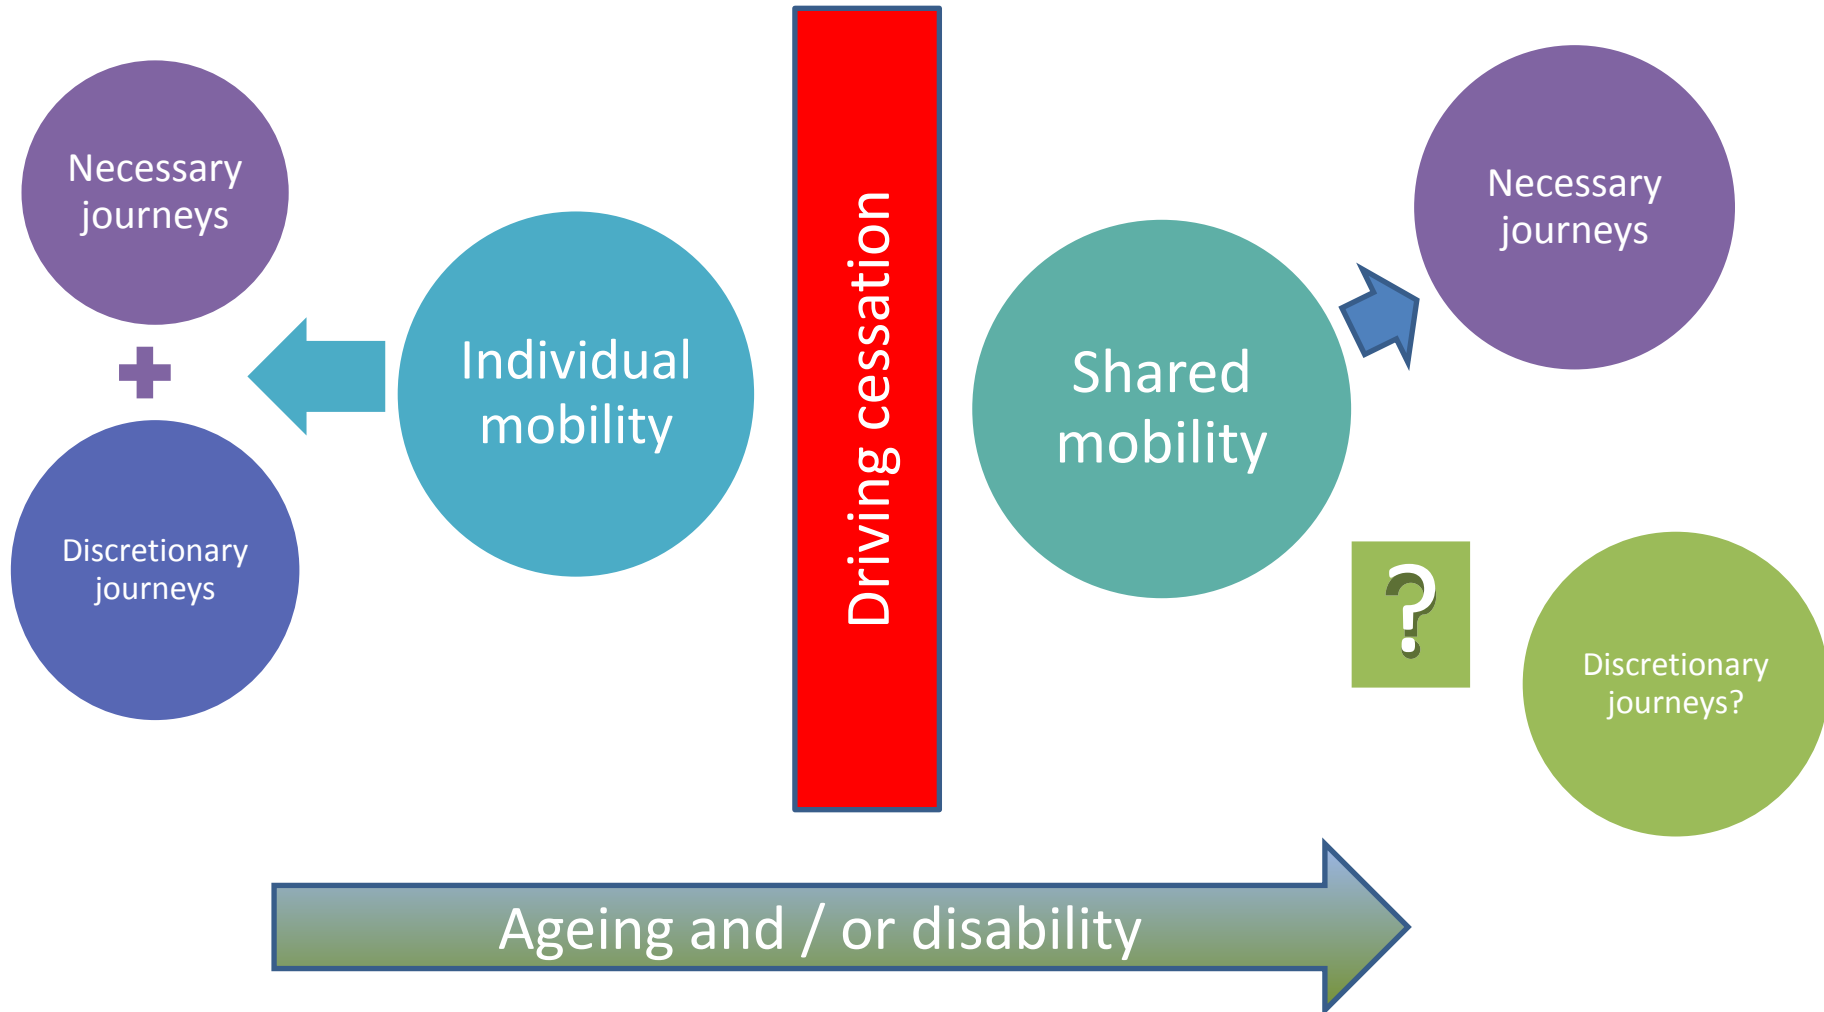 Necessary
journeys
Discretionary
journeys
Individual
mobility
Driving cessation
Shared
mobility
Necessary
journeys
?
Discretionary
journeys?
Ageing and / or disability